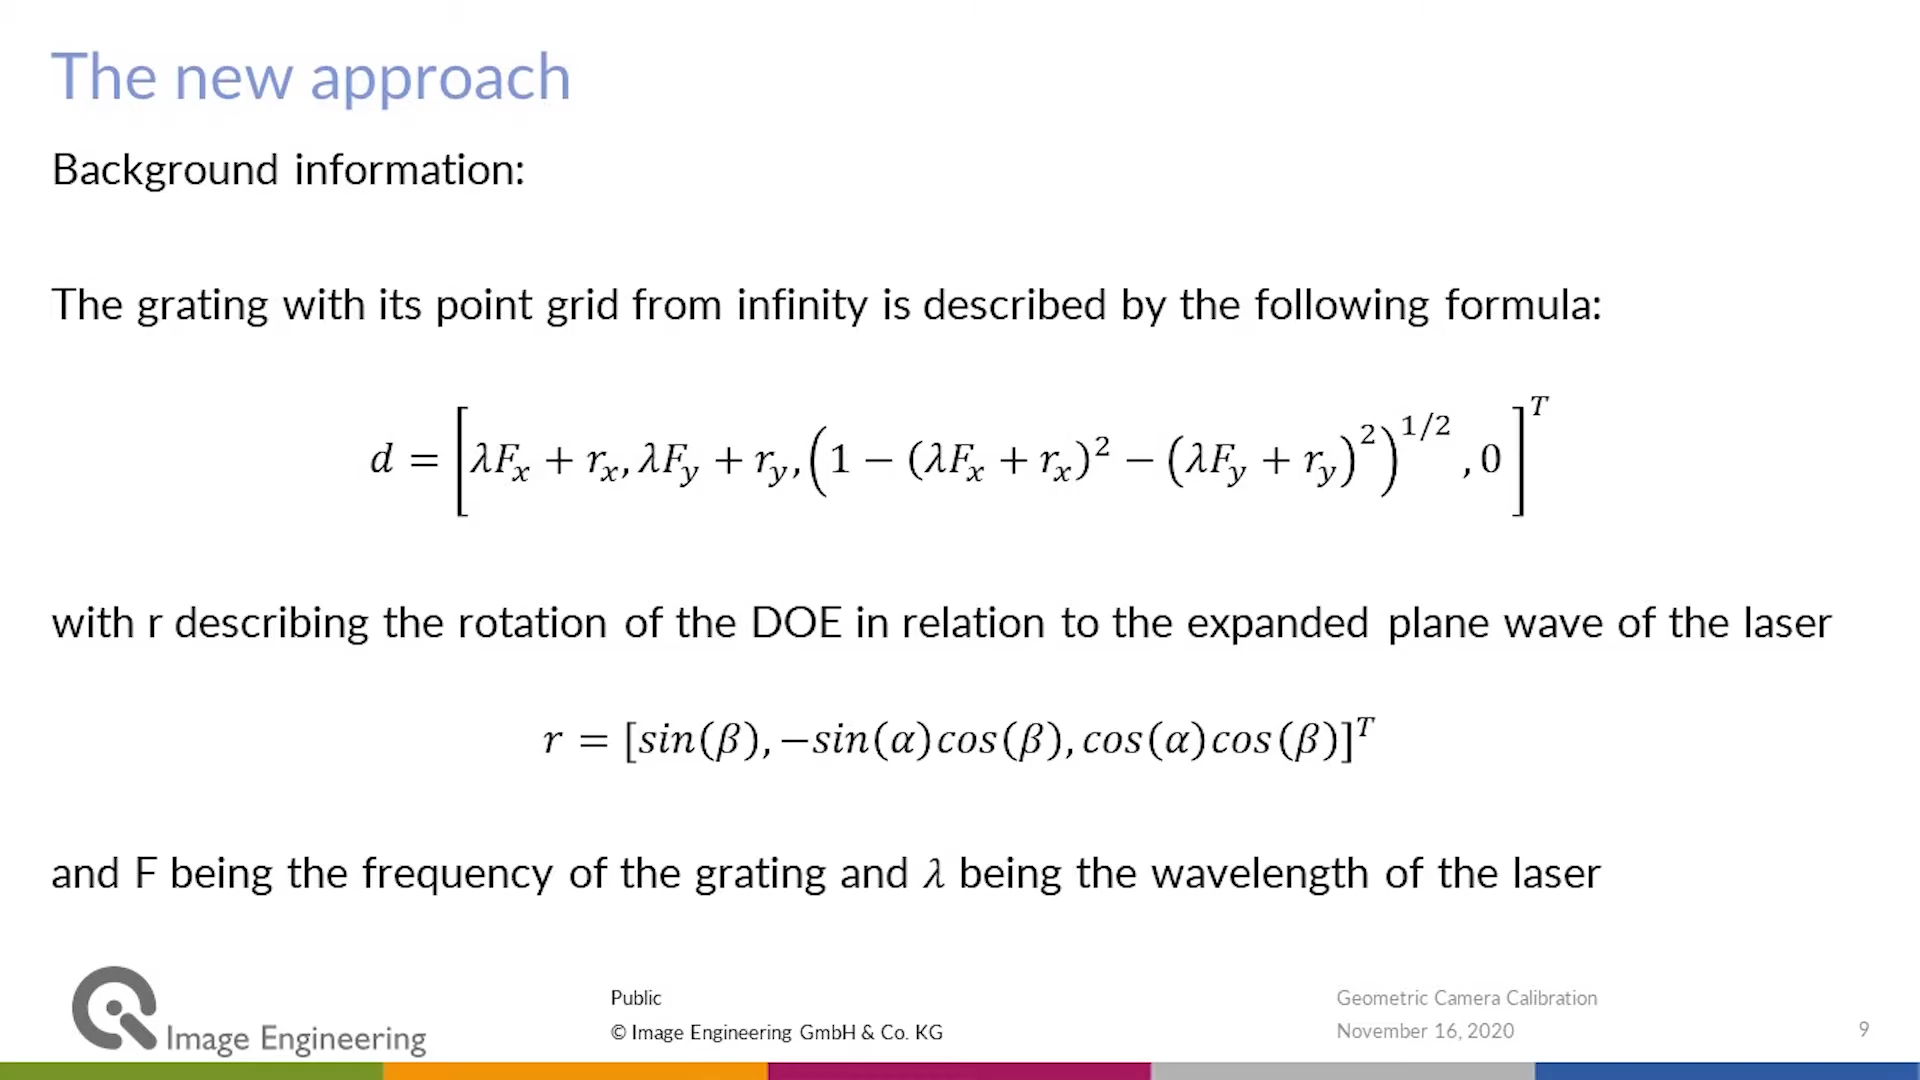 The new approach
Background information:
The grating with its point grid from infinity is described by the following formula:
d = [λFₓ + rₓ, λF_y + r_y, (1 − (λFₓ + rₓ)² − (λF_y + r_y)²)^{1/2}, 0]^T
with r describing the rotation of the DOE in relation to the expanded plane wave of the laser
r = [sin(β), −sin(α)cos(β), cos(α)cos(β)]^T
and F being the frequency of the grating and λ being the wavelength of the laser
Image Engineering
Public
© Image Engineering GmbH & Co. KG
Geometric Camera Calibration
November 16, 2020
9